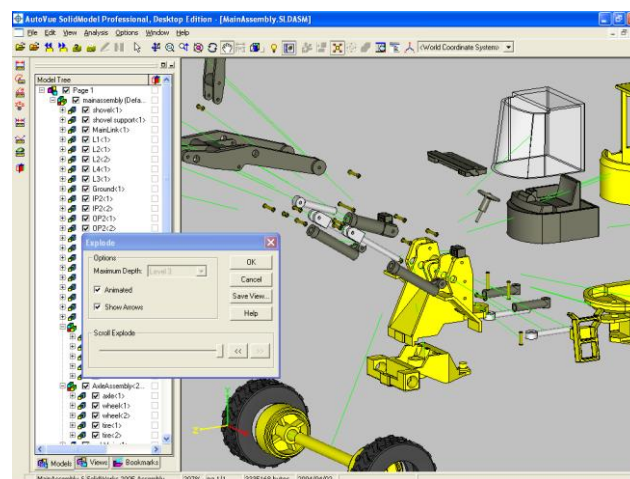 AutoVue SolidModel Professional, Desktop Edition - [MainAssembly.SLDASM]
File Edit View Analysis Options Window Help
(World Coordinate System)
Model Tree
Page 1
mainassembly (Defa...
shovel<1>
shovel support<1>
MainLink<1>
L1<1>
L2<1>
L2<2>
L4<1>
L3<1>
Ground<1>
IP2<1>
IP2<2>
OP2<1>
OP2<2>
Explode
Options
Maximum Depth: Level 3
Animated
Show Arrows
OK
Cancel
Save View...
Help
Scroll Explode
<<
>>
AxleAssembly<2...
axle<1>
wheel<1>
wheel<2>
tire<1>
tire<2>
Models Views Bookmarks